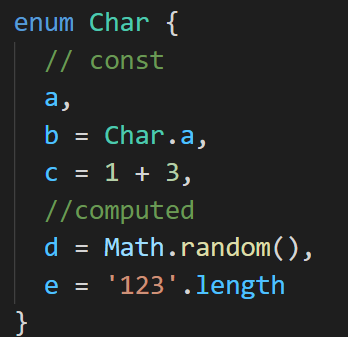 enum Char {
  // const
  a,
  b = Char.a,
  c = 1 + 3,
  //computed
  d = Math.random(),
  e = '123'.length
}